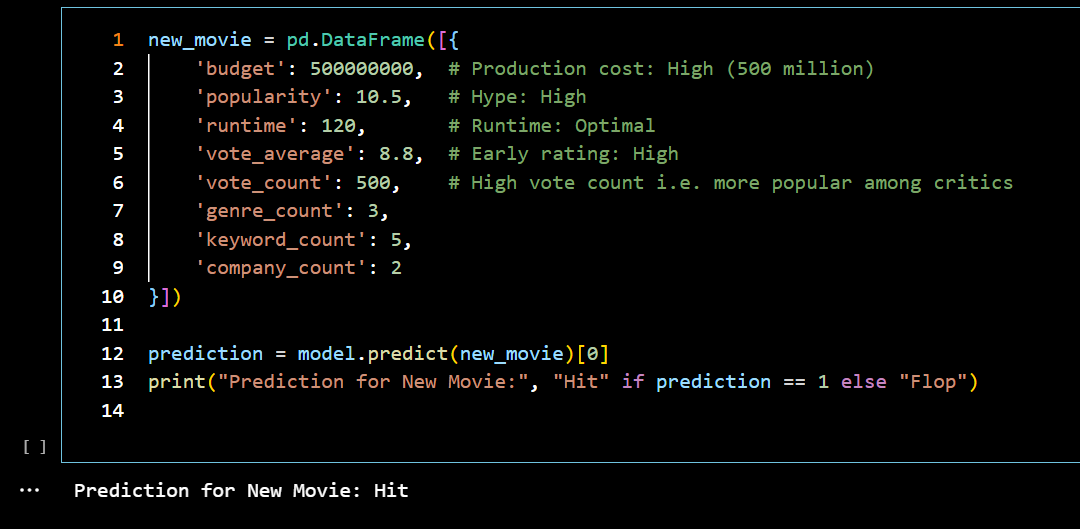 1 new_movie = pd.DataFrame([{
2     'budget': 500000000,  # Production cost: High (500 million)
3     'popularity': 10.5,   # Hype: High
4     'runtime': 120,       # Runtime: Optimal
5     'vote_average': 8.8,  # Early rating: High
6     'vote_count': 500,    # High vote count i.e. more popular among critics
7     'genre_count': 3,
8     'keyword_count': 5,
9     'company_count': 2
10 }])
11
12 prediction = model.predict(new_movie)[0]
13 print("Prediction for New Movie:", "Hit" if prediction == 1 else "Flop")
14
[ ]
... Prediction for New Movie: Hit